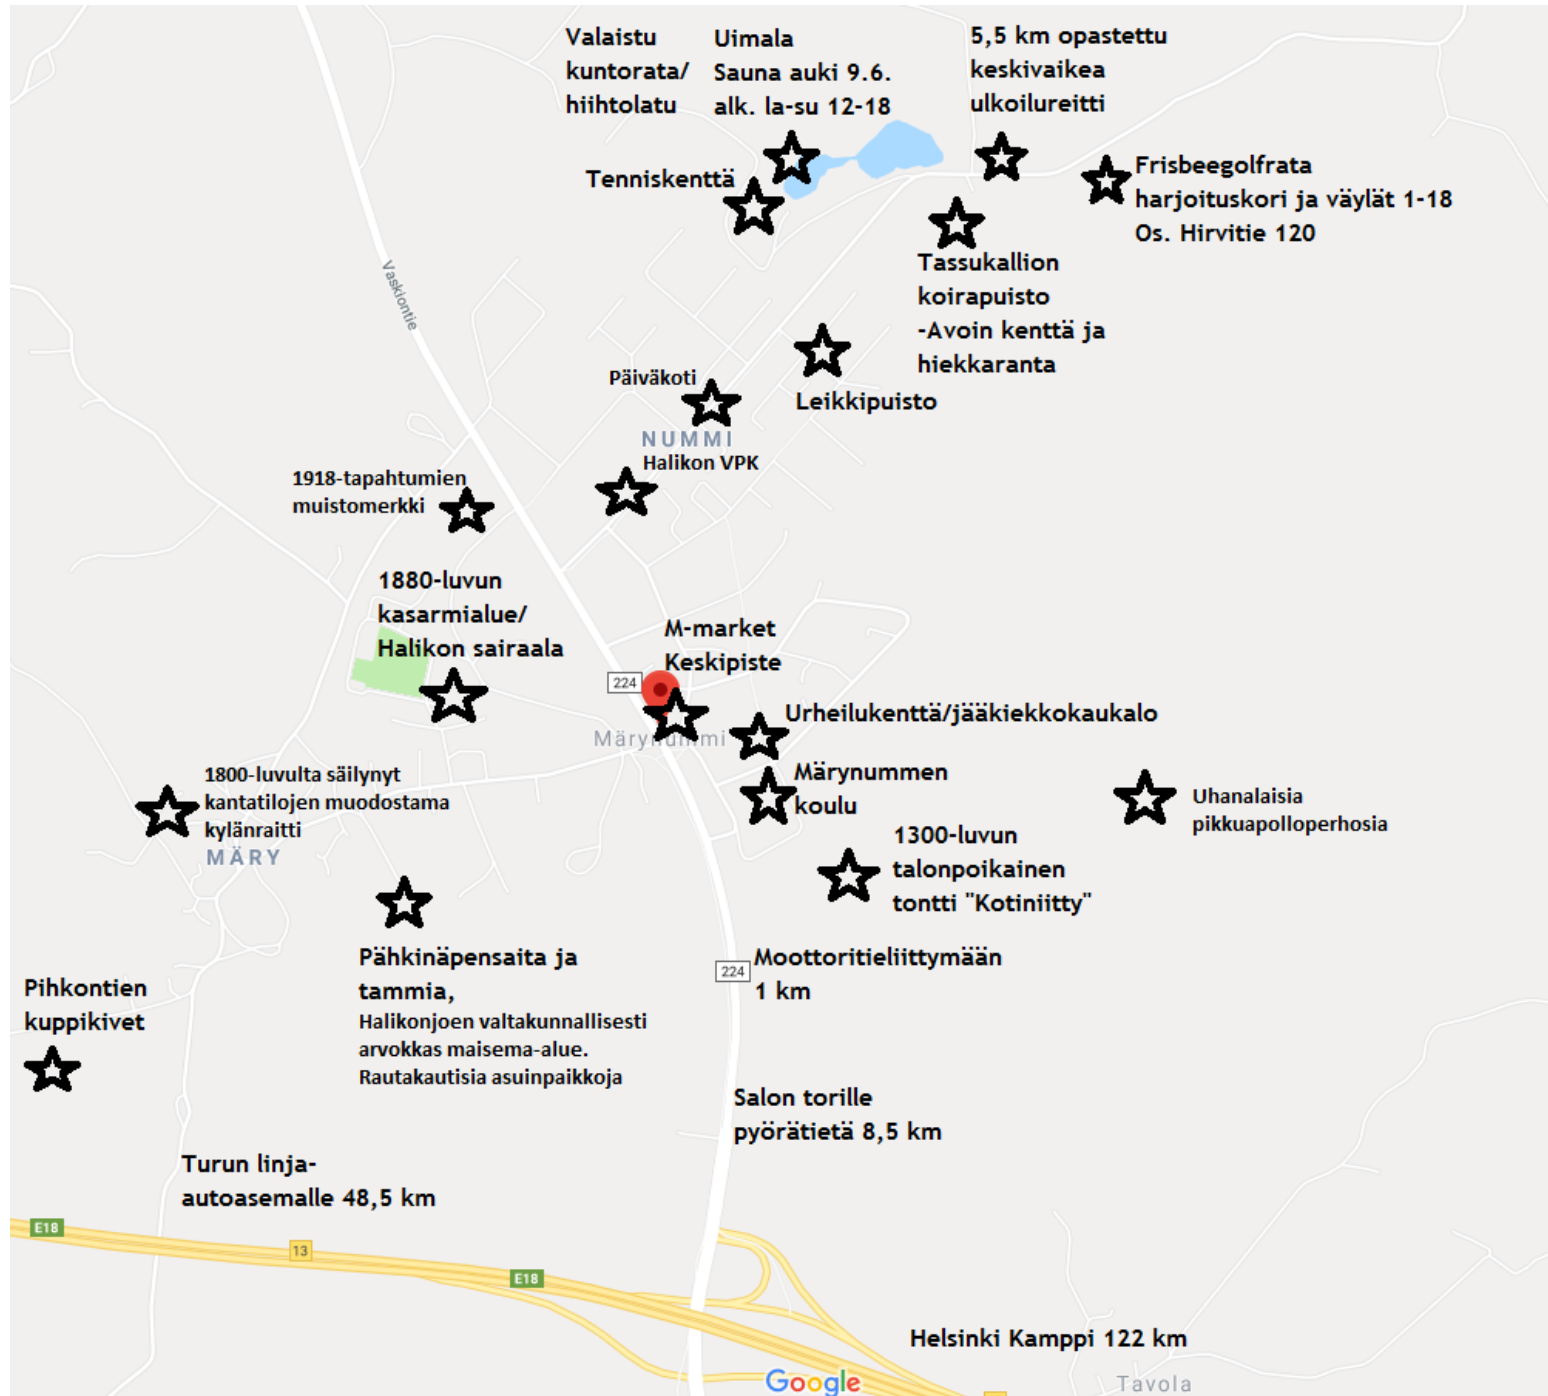 Valaistu
kuntorata/
hiihtolatu
Uimala
Sauna auki 9.6.
alk. la-su 12-18
5,5 km opastettu
keskivaikea
ulkoilureitti
Tenniskenttä
Frisbeegolfrata
harjoituskori ja väylät 1-18
Os. Hirvitie 120
Tassukallion
koirapuisto
-Avoin kenttä ja
hiekkaranta
Vaskiontie
Leikkipuisto
Päiväkoti
NUMMI
Halikon VPK
1918-tapahtumien
muistomerkki
1880-luvun
kasarmialue/
Halikon sairaala
M-market
Keskipiste
224
Märynummi
Urheilukenttä/jääkiekkokaukalo
Märynummen
koulu
1800-luvulta säilynyt
kantatilojen muodostama
kylänraitti
MÄRY
Uhanalaisia
pikkuapolloperhosia
1300-luvun
talonpoikainen
tontti "Kotiniitty"
Pähkinäpensaita ja
tammia,
Halikonjoen valtakunnallisesti
arvokkas maisema-alue.
Rautakautisia asuinpaikkoja
224
Moottoritieliittymään
1 km
Pihkontien
kuppikivet
Salon torille
pyörätietä 8,5 km
Turun linja-
autoasemalle 48,5 km
E18
13
E18
Helsinki Kamppi 122 km
Google
Tavola